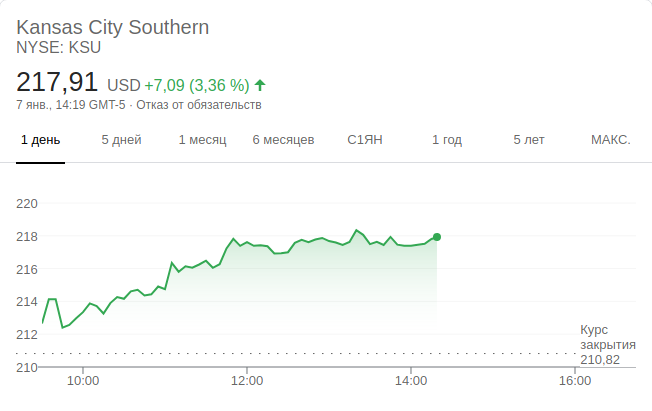 Kansas City Southern
NYSE: KSU
217,91 USD +7,09 (3,36 %)
7 янв., 14:19 GMT-5 · Отказ от обязательств
1 день 5 дней 1 месяц 6 месяцев С1ЯН 1 год 5 лет МАКС.
220
218
216
214
212
Курс
закрытия
210,82
210
10:00 12:00 14:00 16:00